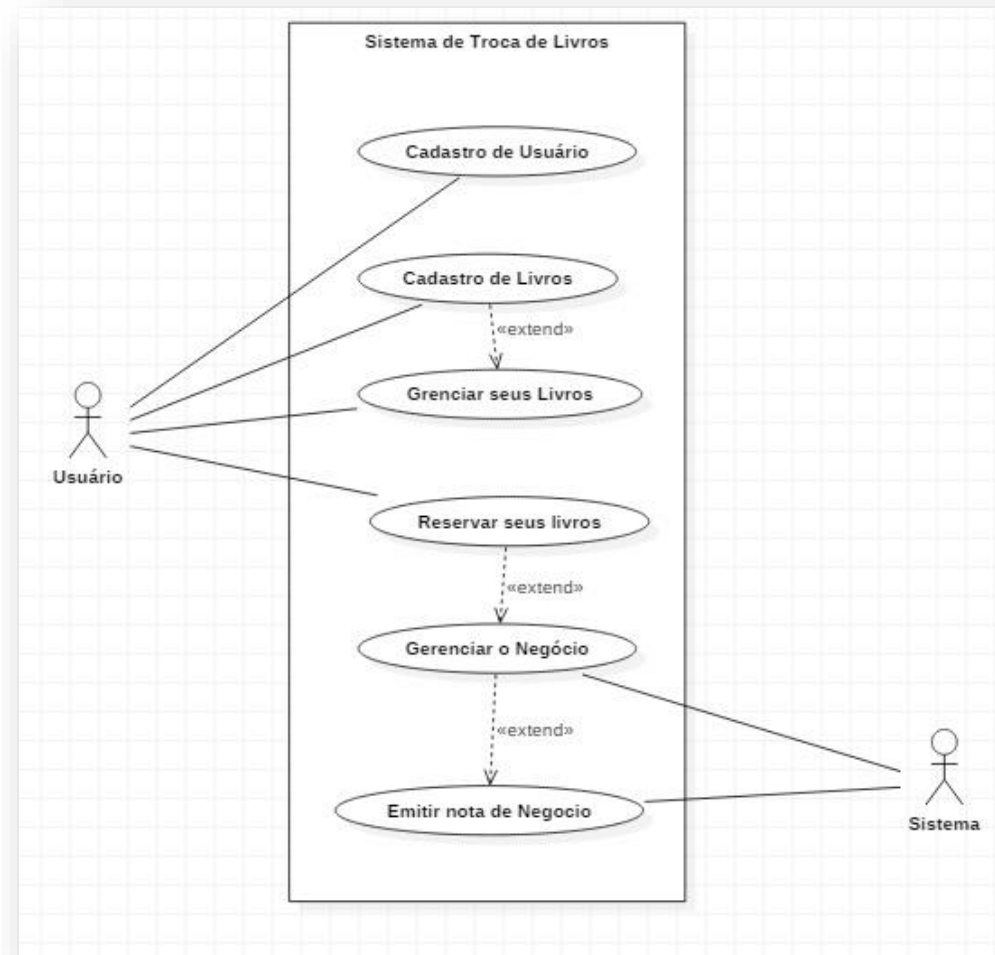 Sistema de Troca de Livros
Cadastro de Usuário
Cadastro de Livros
«extend»
Grenciar seus Livros
Usuário
Reservar seus livros
«extend»
Gerenciar o Negócio
«extend»
Emitir nota de Negocio
Sistema